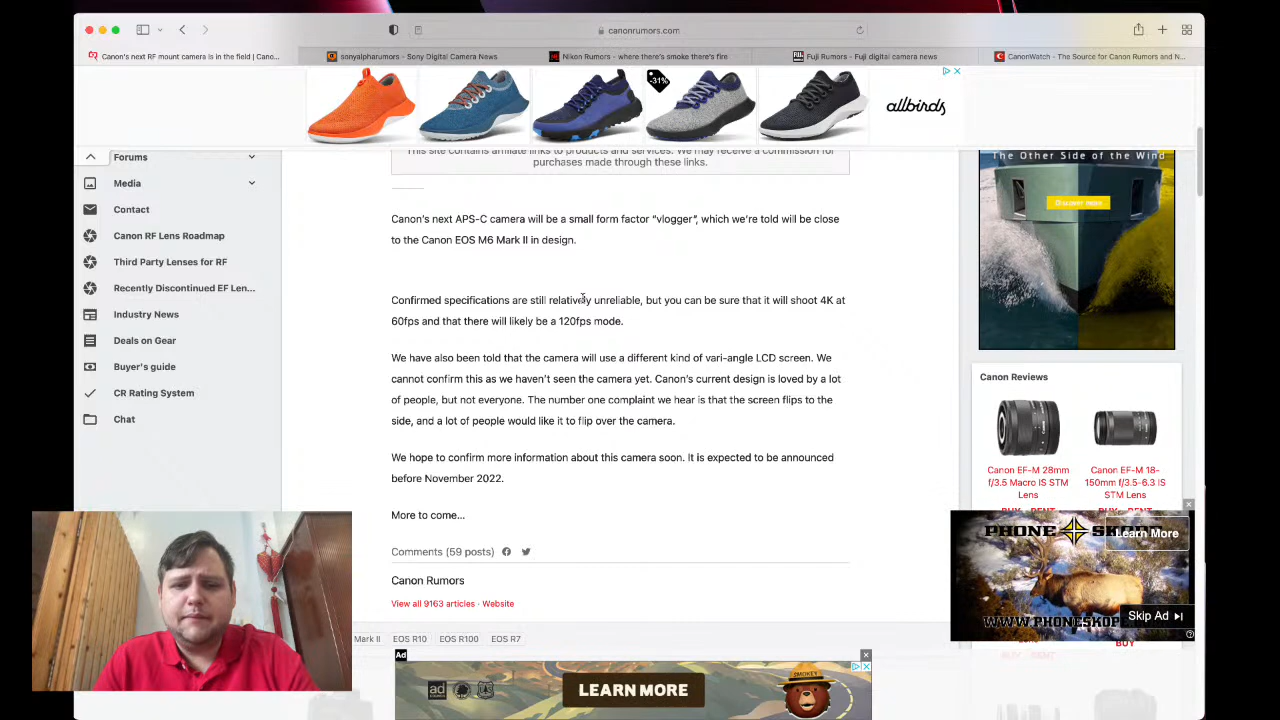 canonrumors.com
Canon's next RF mount camera is in the field | Cano...
sonyalpharumors - Sony Digital Camera News
Nikon Rumors - where there's smoke there's fire
Fuji Rumors - Fuji digital camera news
CanonWatch - The Source for Canon Rumors and N...
-31%
allbirds
Forums
Media
Contact
Canon RF Lens Roadmap
Third Party Lenses for RF
Recently Discontinued EF Len...
Industry News
Deals on Gear
Buyer's guide
CR Rating System
Chat
This site contains affiliate links to products and services. We may receive a commission for
purchases made through these links.
Canon's next APS-C camera will be a small form factor “vlogger”, which we're told will be close
to the Canon EOS M6 Mark II in design.
Confirmed specifications are still relatively unreliable, but you can be sure that it will shoot 4K at
60fps and that there will likely be a 120fps mode.
We have also been told that the camera will use a different kind of vari-angle LCD screen. We
cannot confirm this as we haven't seen the camera yet. Canon's current design is loved by a lot
of people, but not everyone. The number one complaint we hear is that the screen flips to the
side, and a lot of people would like it to flip over the camera.
We hope to confirm more information about this camera soon. It is expected to be announced
before November 2022.
More to come...
Comments (59 posts)
Canon Rumors
View all 9163 articles · Website
Mark II EOS R10 EOS R100 EOS R7
Ad
ad
LEARN MORE
SMOKEY
The Other Side of the Wind
Discover more
Canon Reviews
Canon EF-M 28mm
f/3.5 Macro IS STM
Lens
Canon EF-M 18-
150mm f/3.5-6.3 IS
STM Lens
PHONE SKOP
Learn More
Skip Ad
BUY